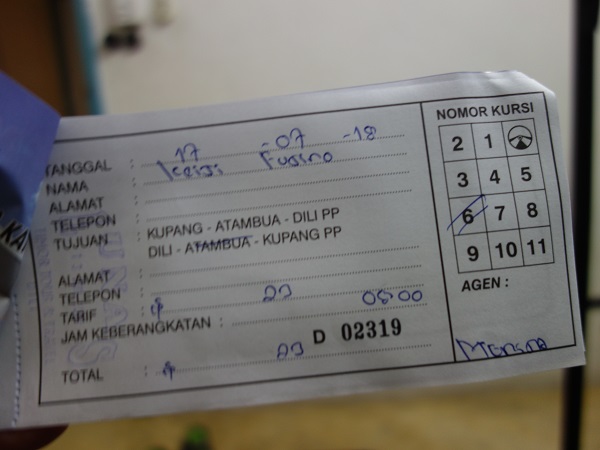 NOMOR KURSI
TANGGAL : 17 -07 -18
NAMA :
ALAMAT :
TELEPON :
TUJUAN : KUPANG - ATAMBUA - DILI PP
DILI - ATAMBUA - KUPANG PP
ALAMAT :
TELEPON :
TARIF : $ 23
JAM KEBERANGKATAN : 08.00
D 02319
TOTAL : $ 23
2 1
3 4 5
6 7 8
9 10 11
AGEN :